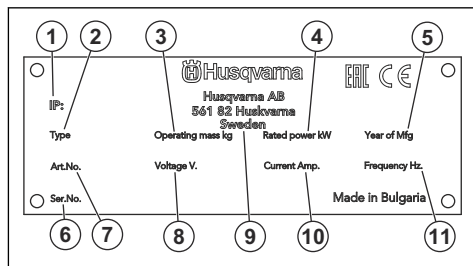 1 2 3 4 5
Husqvarna EAC CE
IP:
Husqvarna AB
561 82 Huskvarna
Sweden
Type Operating mass kg Rated power kW Year of Mfg
Art.No. Voltage V. Current Amp. Frequency Hz.
Ser.No. Made in Bulgaria
6 7 8 9 10 11